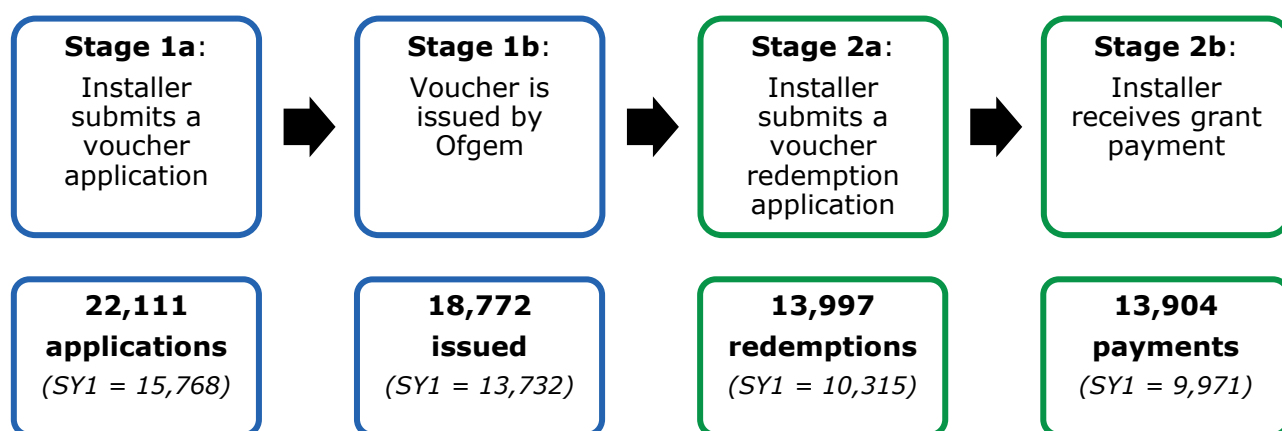 Stage 1a:
Installer
submits a
voucher
application
Stage 1b:
Voucher is
issued by
Ofgem
Stage 2a:
Installer
submits a
voucher
redemption
application
Stage 2b:
Installer
receives grant
payment
22,111
applications
(SY1 = 15,768)
18,772
issued
(SY1 = 13,732)
13,997
redemptions
(SY1 = 10,315)
13,904
payments
(SY1 = 9,971)